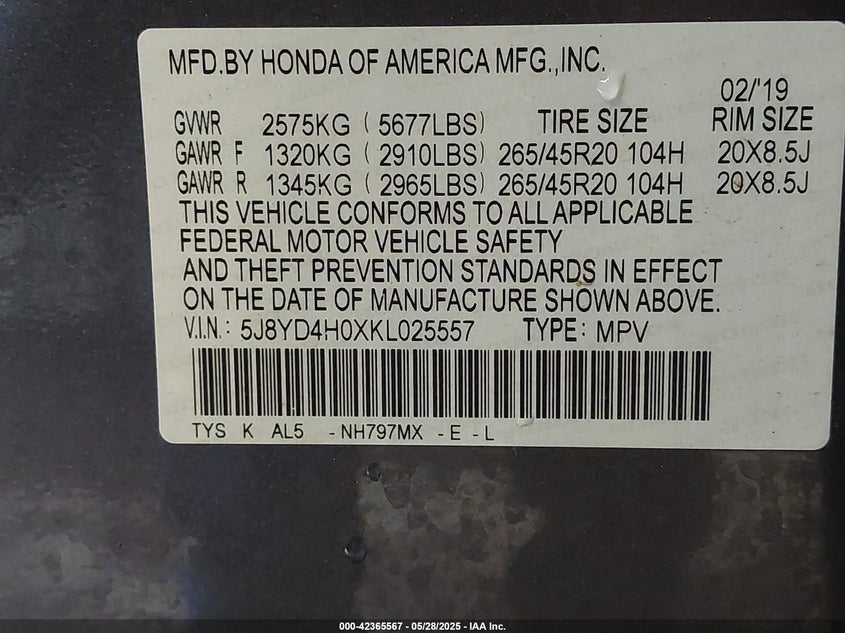 MFD.BY HONDA OF AMERICA MFG.,INC.
02/'19
GVWR 2575KG ( 5677LBS) TIRE SIZE RIM SIZE
GAWR F 1320KG ( 2910LBS) 265/45R20 104H 20X8.5J
GAWR R 1345KG ( 2965LBS) 265/45R20 104H 20X8.5J
THIS VEHICLE CONFORMS TO ALL APPLICABLE
FEDERAL MOTOR VEHICLE SAFETY
AND THEFT PREVENTION STANDARDS IN EFFECT
ON THE DATE OF MANUFACTURE SHOWN ABOVE.
V.I.N.: 5J8YD4H0XKL025557 TYPE: MPV
TYS K AL5 -NH797MX -E -L
000-42365567 - 05/28/2025 - IAA Inc.